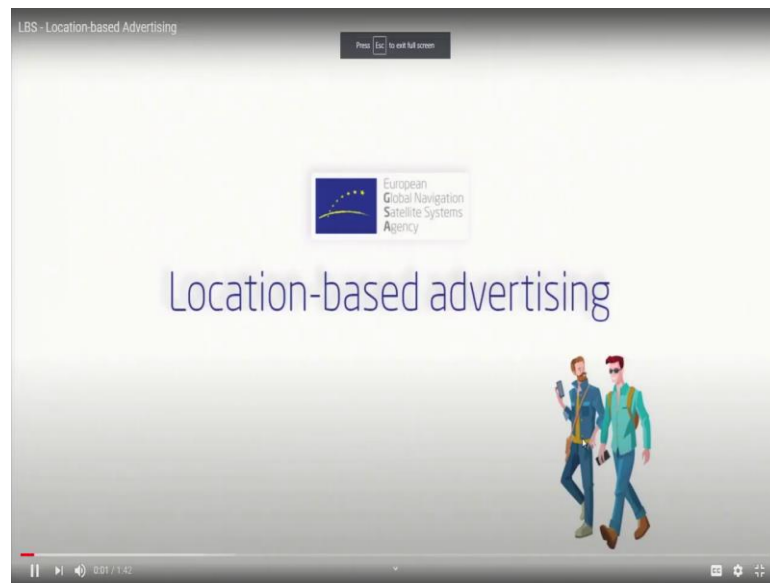 LBS - Location-based Advertising
Press Esc to exit full screen
European
Global Navigation
Satellite Systems
Agency
Location-based advertising
0:01 / 1:42